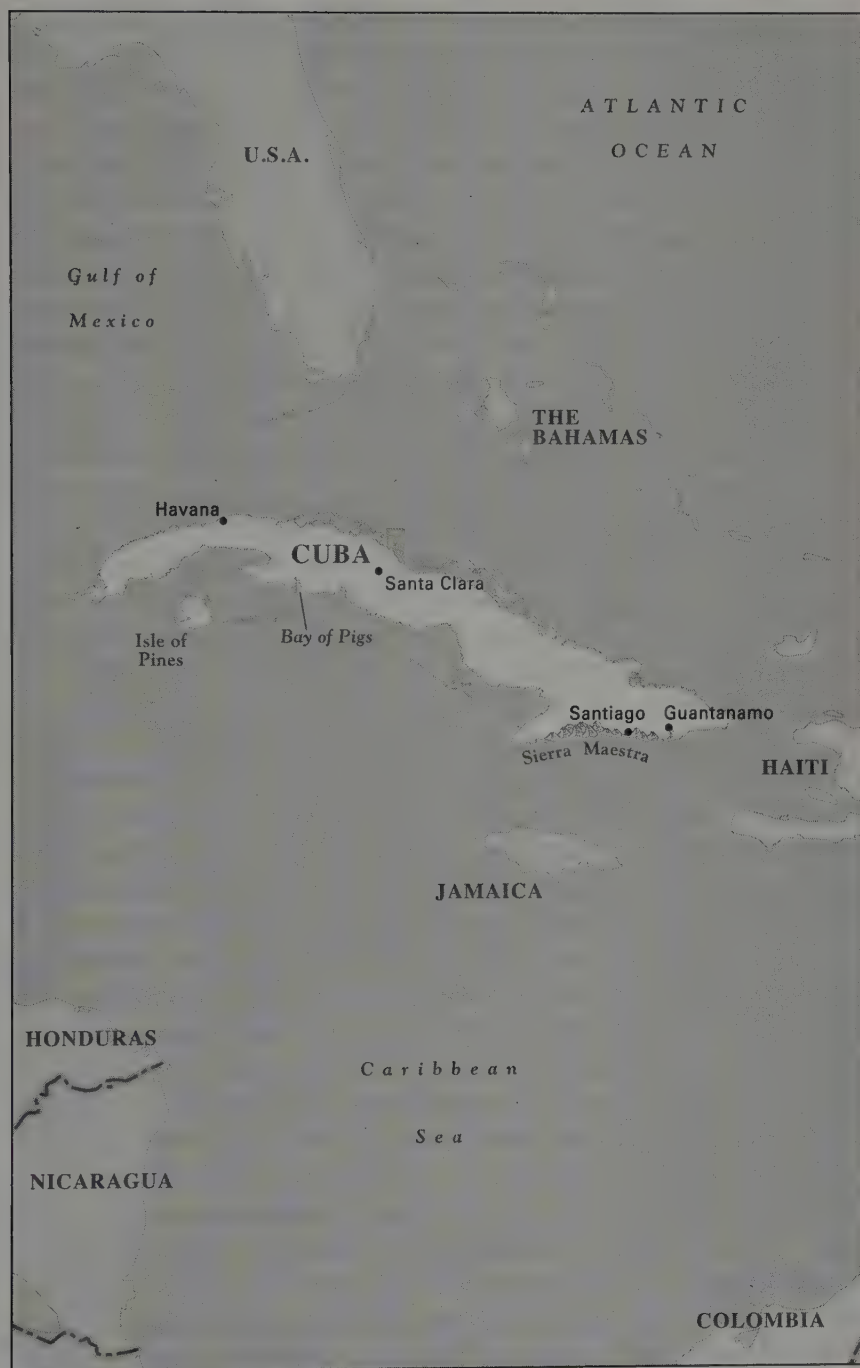 ATLANTIC
OCEAN
U.S.A.
Gulf of
Mexico
THE
BAHAMAS
Havana
CUBA
Santa Clara
Isle of
Pines
Bay of Pigs
Santiago
Guantanamo
Sierra Maestra
HAITI
JAMAICA
HONDURAS
Caribbean
Sea
NICARAGUA
COLOMBIA